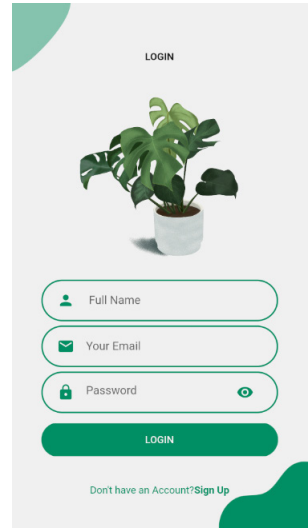 LOGIN
Full Name
Your Email
Password
LOGIN
Don't have an Account?Sign Up